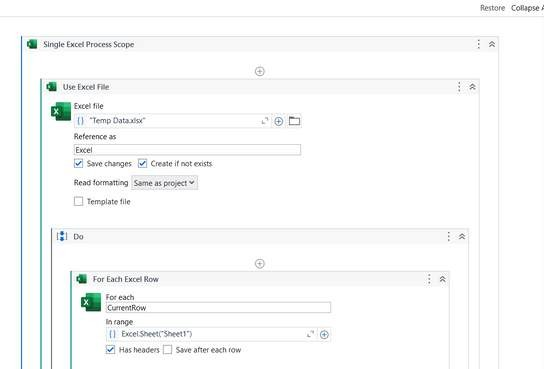 Restore Collapse A
Single Excel Process Scope
Use Excel File
Excel file
"Temp Data.xlsx"
Reference as
Excel
Save changes Create if not exists
Read formatting Same as project
Template file
Do
For Each Excel Row
For each
CurrentRow
In range
Excel.Sheet("Sheet1")
Has headers Save after each row